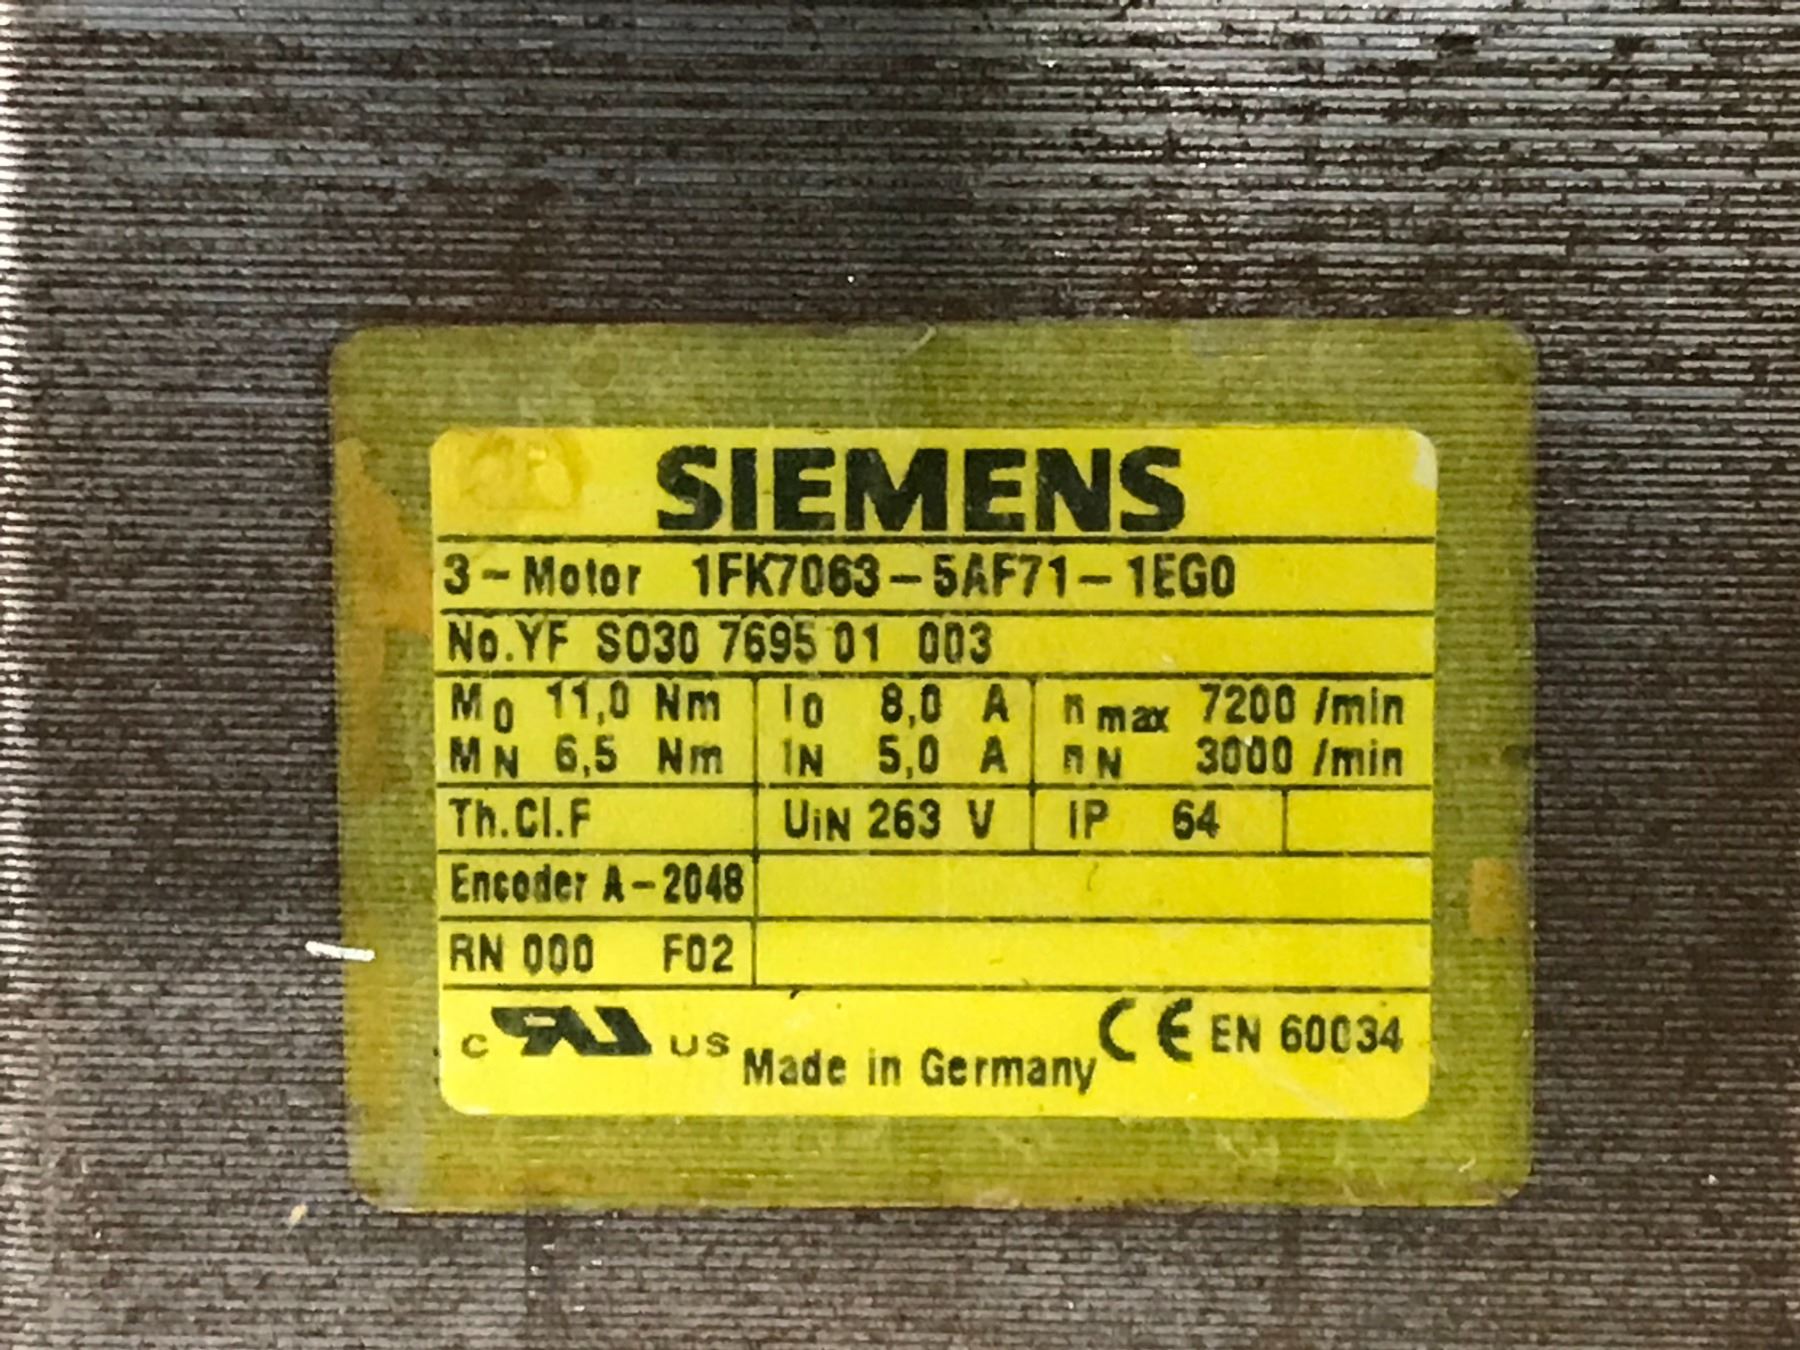 SIEMENS
3~Motor 1FK7063-5AF71-1EG0
No.YF S030 7695 01 003
M0 11,0 Nm I0 8,0 A nmax 7200 /min
MN 6,5 Nm IN 5,0 A nN 3000 /min
Th.Cl.F UiN 263 V IP 64
Encoder A-2048
RN 000 F02
c RU US Made in Germany CE EN 60034